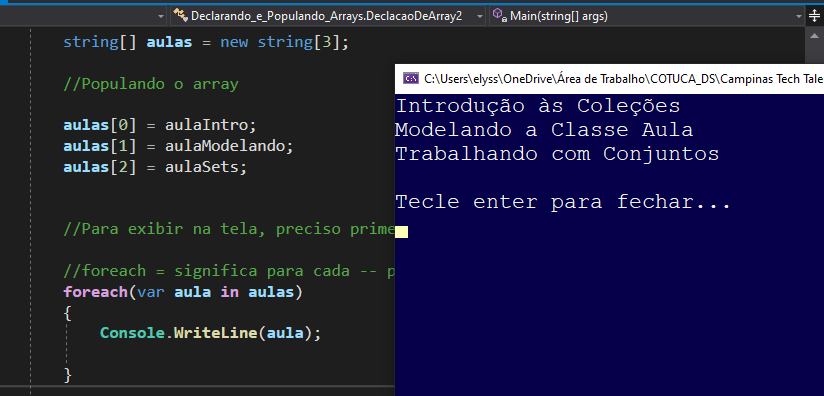 Declarando_e_Populando_Arrays.DeclacaoDeArray2 Main(string[] args)
string[] aulas = new string[3];
//Populando o array
aulas[0] = aulaIntro;
aulas[1] = aulaModelando;
aulas[2] = aulaSets;
//Para exibir na tela, preciso prime
//foreach = significa para cada -- p
foreach(var aula in aulas)
{
Console.WriteLine(aula);
}
C:\Users\elyss\OneDrive\Área de Trabalho\COTUCA_DS\Campinas Tech Tale
Introdução às Coleções
Modelando a Classe Aula
Trabalhando com Conjuntos
Tecle enter para fechar...